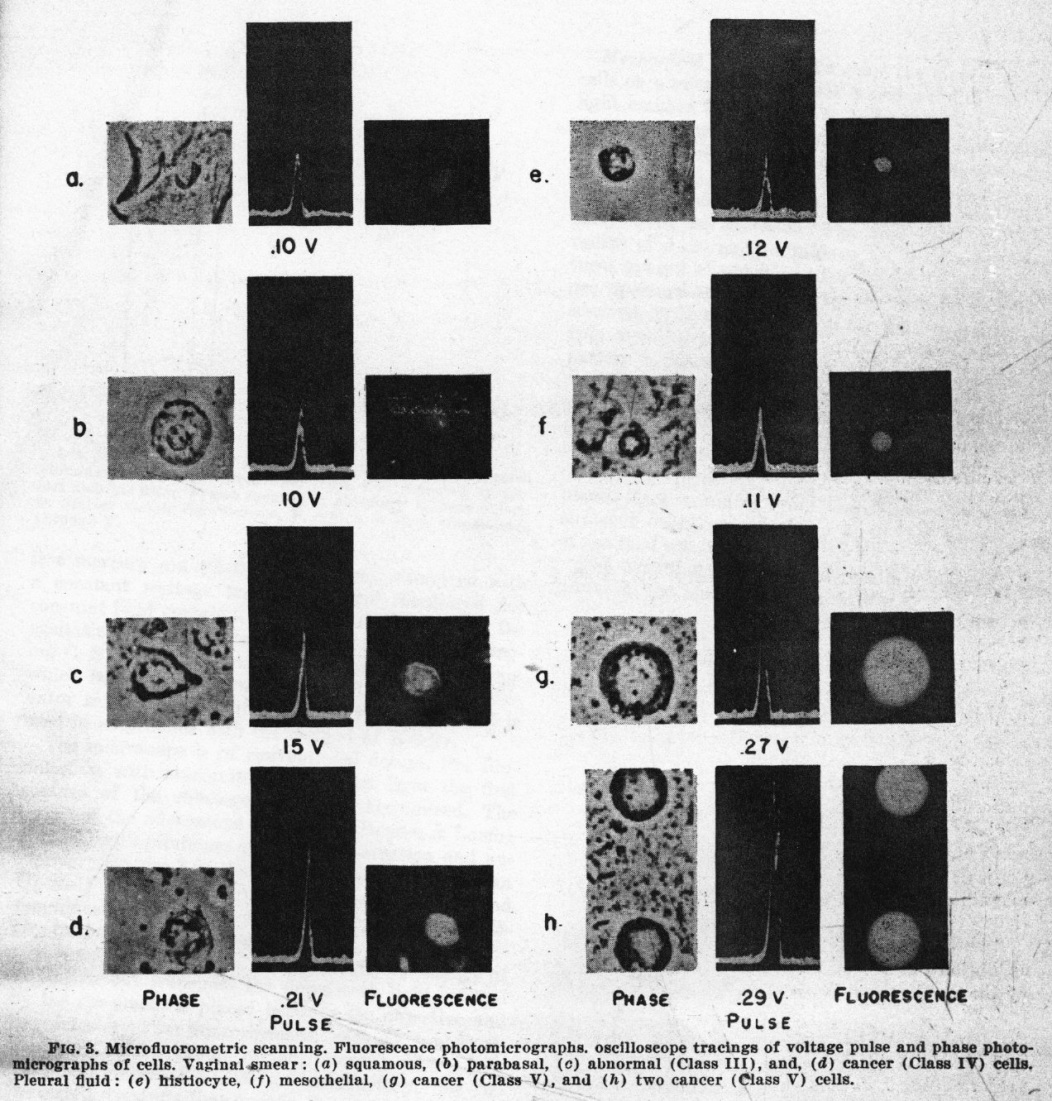 a.
.10 V
e.
.12 V
b.
.10 V
f.
.11 V
c
15 V
g.
.27 V
d.
h.
PHASE
.21 V
FLUORESCENCE
PULSE
PHASE
.29 V
FLUORESCENCE
PULSE
FIG. 3. Microfluorometric scanning. Fluorescence photomicrographs. oscilloscope tracings of voltage pulse and phase photo-
micrographs of cells. Vaginal smear: (a) squamous, (b) parabasal, (c) abnormal (Class III), and, (d) cancer (Class IV) cells.
Pleural fluid: (e) histiocyte, (f) mesothelial, (g) cancer (Class V), and (h) two cancer (Class V) cells.